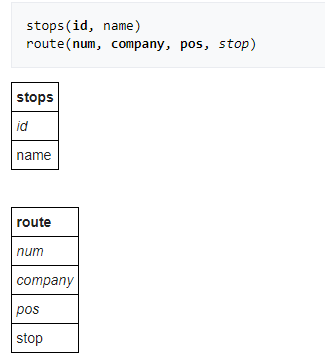 stops(id, name)
route(num, company, pos, stop)
stops
id
name
route
num
company
pos
stop